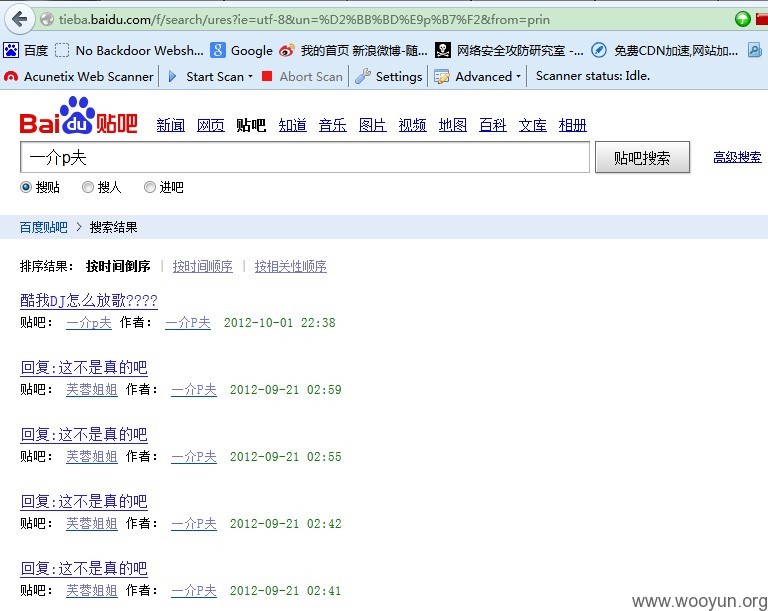 tieba.baidu.com/f/search/ures?ie=utf-8&un=%D2%BB%BD%E9p%B7%F2&from=prin
百度 No Backdoor Websh... Google 我的首页 新浪微博-随... 网络安全攻防研究室 -... 免费CDN加速,网站加...
Acunetix Web Scanner Start Scan Abort Scan Settings Advanced Scanner status: Idle.
Bai du 贴吧 新闻 网页 贴吧 知道 音乐 图片 视频 地图 百科 文库 相册
一介p夫 贴吧搜索 高级搜索
搜贴 搜人 进吧
百度贴吧 > 搜索结果
排序结果： 按时间倒序 | 按时间顺序 | 按相关性顺序
酷我DJ怎么放歌????
贴吧： 一介p夫 作者： 一介P夫 2012-10-01 22:38
回复:这不是真的吧
贴吧： 芙蓉姐姐 作者： 一介P夫 2012-09-21 02:59
回复:这不是真的吧
贴吧： 芙蓉姐姐 作者： 一介P夫 2012-09-21 02:55
回复:这不是真的吧
贴吧： 芙蓉姐姐 作者： 一介P夫 2012-09-21 02:42
回复:这不是真的吧
贴吧： 芙蓉姐姐 作者： 一介P夫 2012-09-21 02:41
www.wooyun.org